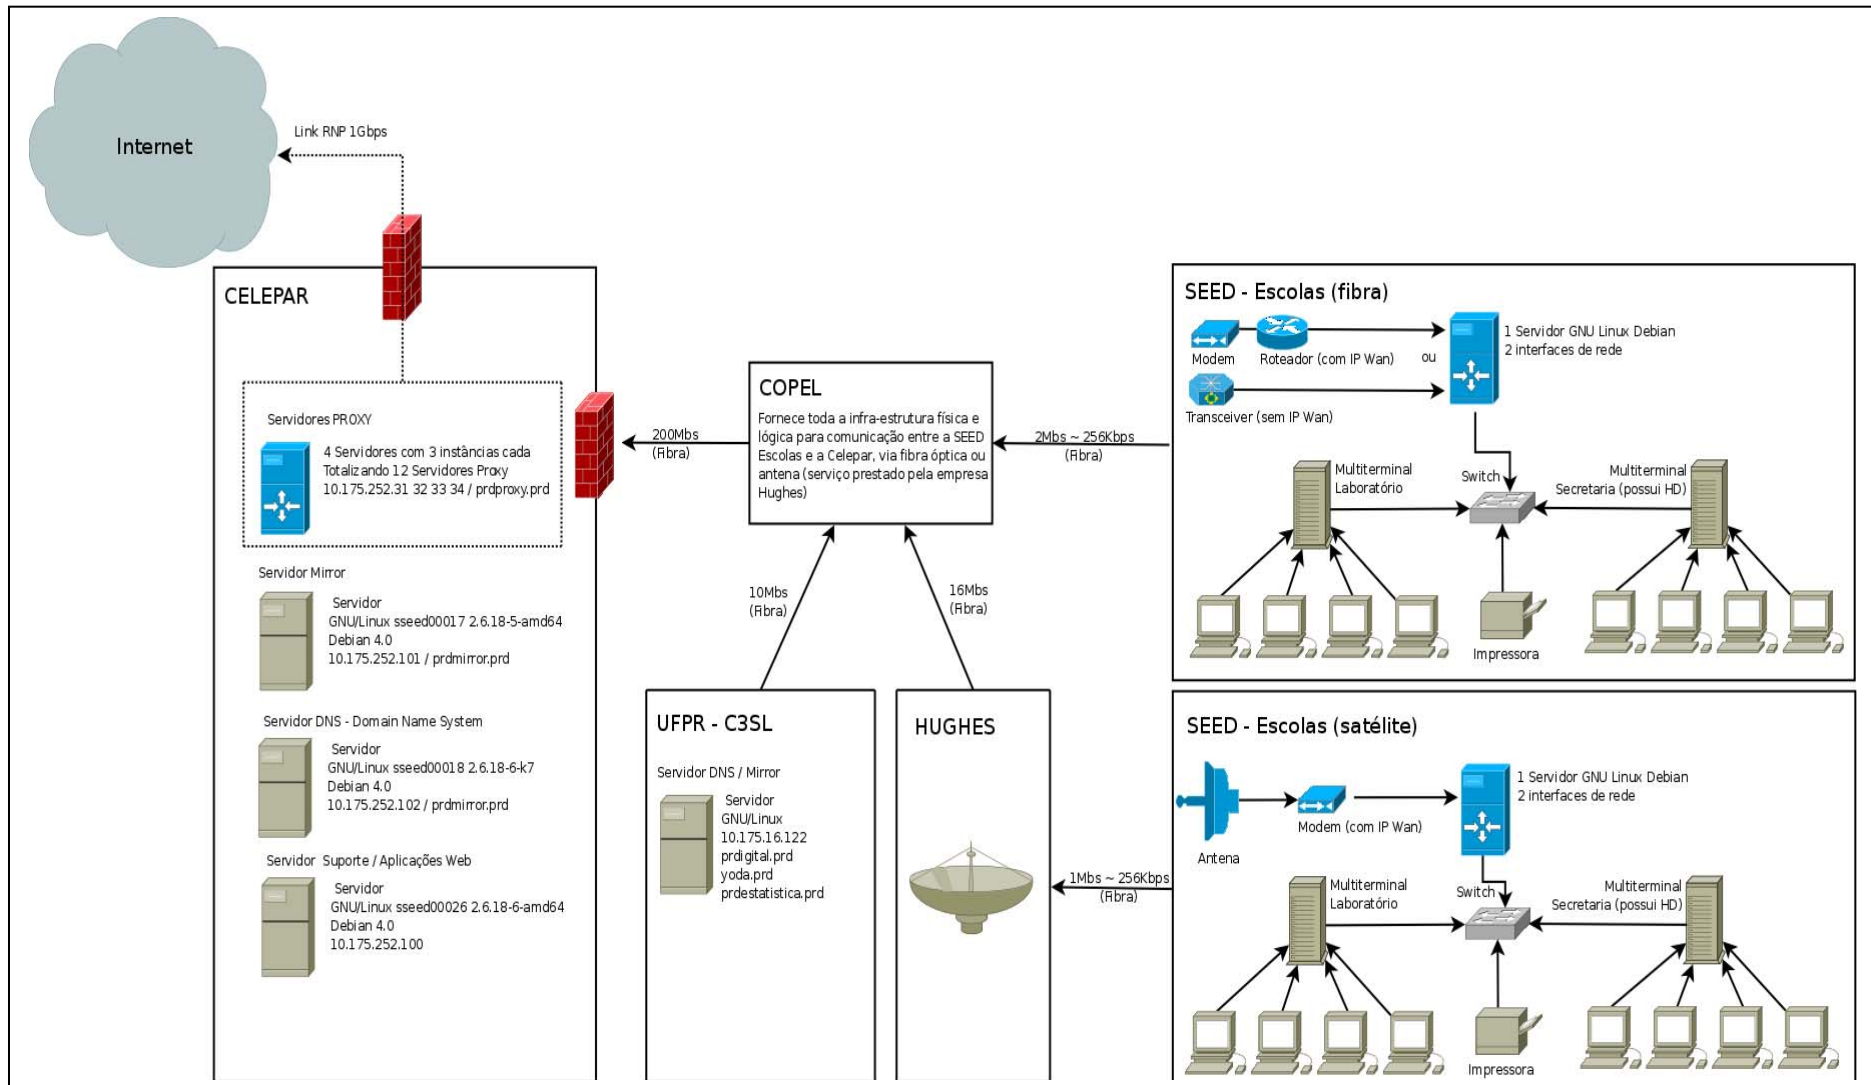 Internet
Link RNP 1Gbps
CELEPAR
Servidores PROXY
4 Servidores com 3 instâncias cada
Totalizando 12 Servidores Proxy
10.175.252.31 32 33 34 / prdproxy.prd
Servidor Mirror
Servidor
GNU/Linux sseed00017 2.6.18-5-amd64
Debian 4.0
10.175.252.101 / prdmirror.prd
Servidor DNS - Domain Name System
Servidor
GNU/Linux sseed00018 2.6.18-6-k7
Debian 4.0
10.175.252.102 / prdmirror.prd
Servidor Suporte / Aplicações Web
Servidor
GNU/Linux sseed00026 2.6.18-6-amd64
Debian 4.0
10.175.252.100
200Mbs
(Fibra)
COPEL
Fornece toda a infra-estrutura física e
lógica para comunicação entre a SEED
Escolas e a Celepar, via fibra óptica ou
antena (serviço prestado pela empresa
Hughes)
2Mbs ~ 256Kbps
(Fibra)
10Mbs
(Fibra)
16Mbs
(Fibra)
UFPR - C3SL
Servidor DNS / Mirror
Servidor
GNU/Linux
10.175.16.122
prdigital.prd
yoda.prd
prdestatistica.prd
HUGHES
1Mbs ~ 256Kbps
(Fibra)
SEED - Escolas (fibra)
Modem
Roteador (com IP Wan)
ou
1 Servidor GNU Linux Debian
2 interfaces de rede
Transceiver (sem IP Wan)
Multiterminal
Laboratório
Switch
Multiterminal
Secretaria (possui HD)
Impressora
SEED - Escolas (satélite)
Antena
Modem (com IP Wan)
1 Servidor GNU Linux Debian
2 interfaces de rede
Multiterminal
Laboratório
Switch
Multiterminal
Secretaria (possui HD)
Impressora